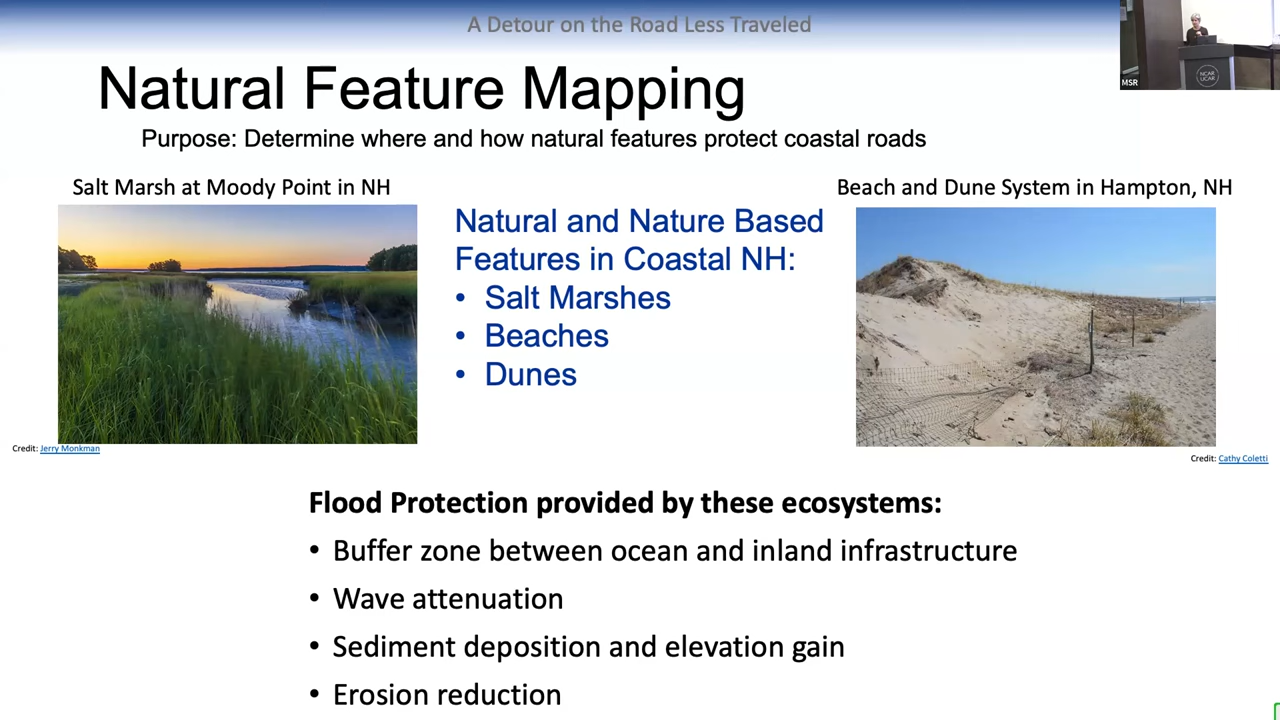 A Detour on the Road Less Traveled
Natural Feature Mapping
Purpose: Determine where and how natural features protect coastal roads
Salt Marsh at Moody Point in NH
Beach and Dune System in Hampton, NH
Natural and Nature Based
Features in Coastal NH:
• Salt Marshes
• Beaches
• Dunes
Credit: Jerry Monkman
Credit: Cathy Coletti
Flood Protection provided by these ecosystems:
• Buffer zone between ocean and inland infrastructure
• Wave attenuation
• Sediment deposition and elevation gain
• Erosion reduction
MSR
NCAR
UCAR